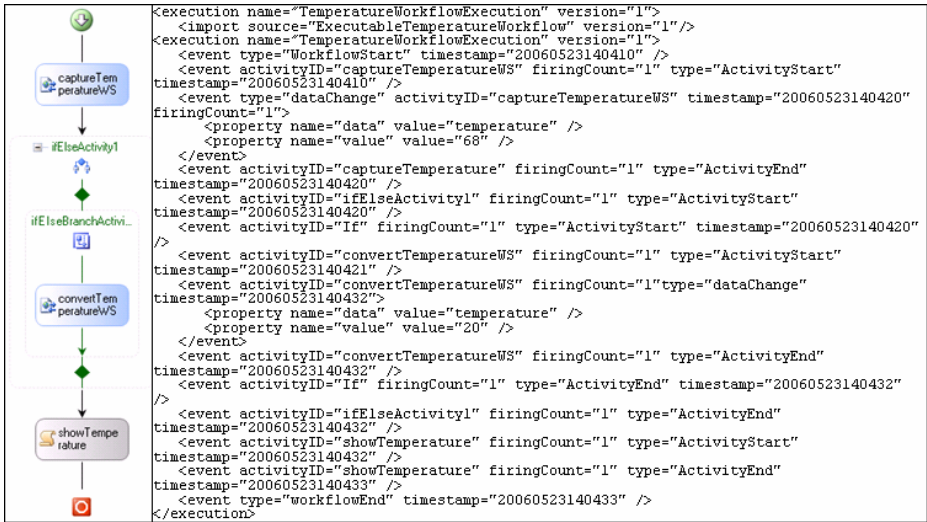 captureTem
peratureWS
ifElseActivity1
ifElseBranchActivi...
convertTem
peratureWS
showTempe
rature
<execution name="TemperatureWorkflowExecution" version="1">
<import source="ExecutableTemperatureWorkflow" version="1"/>
<execution name="TemperatureWorkflowExecution" version="1">
<event type="WorkflowStart" timestamp="20060523140410" />
<event activityID="captureTemperatureWS" firingCount="1" type="ActivityStart"
timestamp="20060523140410" />
<event type="dataChange" activityID="captureTemperatureWS" timestamp="20060523140420"
firingCount="1">
<property name="data" value="temperature" />
<property name="value" value="68" />
</event>
<event activityID="captureTemperature" firingCount="1" type="ActivityEnd"
timestamp="20060523140420" />
<event activityID="ifElseActivity1" firingCount="1" type="ActivityStart"
timestamp="20060523140420" />
<event activityID="If" firingCount="1" type="ActivityStart" timestamp="20060523140420"
/>
<event activityID="convertTemperatureWS" firingCount="1" type="ActivityStart"
timestamp="20060523140421" />
<event activityID="convertTemperatureWS" firingCount="1"type="dataChange"
timestamp="20060523140432">
<property name="data" value="temperature" />
<property name="value" value="20" />
</event>
<event activityID="convertTemperatureWS" firingCount="1" type="ActivityEnd"
timestamp="20060523140432" />
<event activityID="If" firingCount="1" type="ActivityEnd" timestamp="20060523140432"
/>
<event activityID="ifElseActivity1" firingCount="1" type="ActivityEnd"
timestamp="20060523140432" />
<event activityID="showTemperature" firingCount="1" type="ActivityStart"
timestamp="20060523140432" />
<event activityID="showTemperature" firingCount="1" type="ActivityEnd"
timestamp="20060523140433" />
<event type="workflowEnd" timestamp="20060523140433" />
</execution>